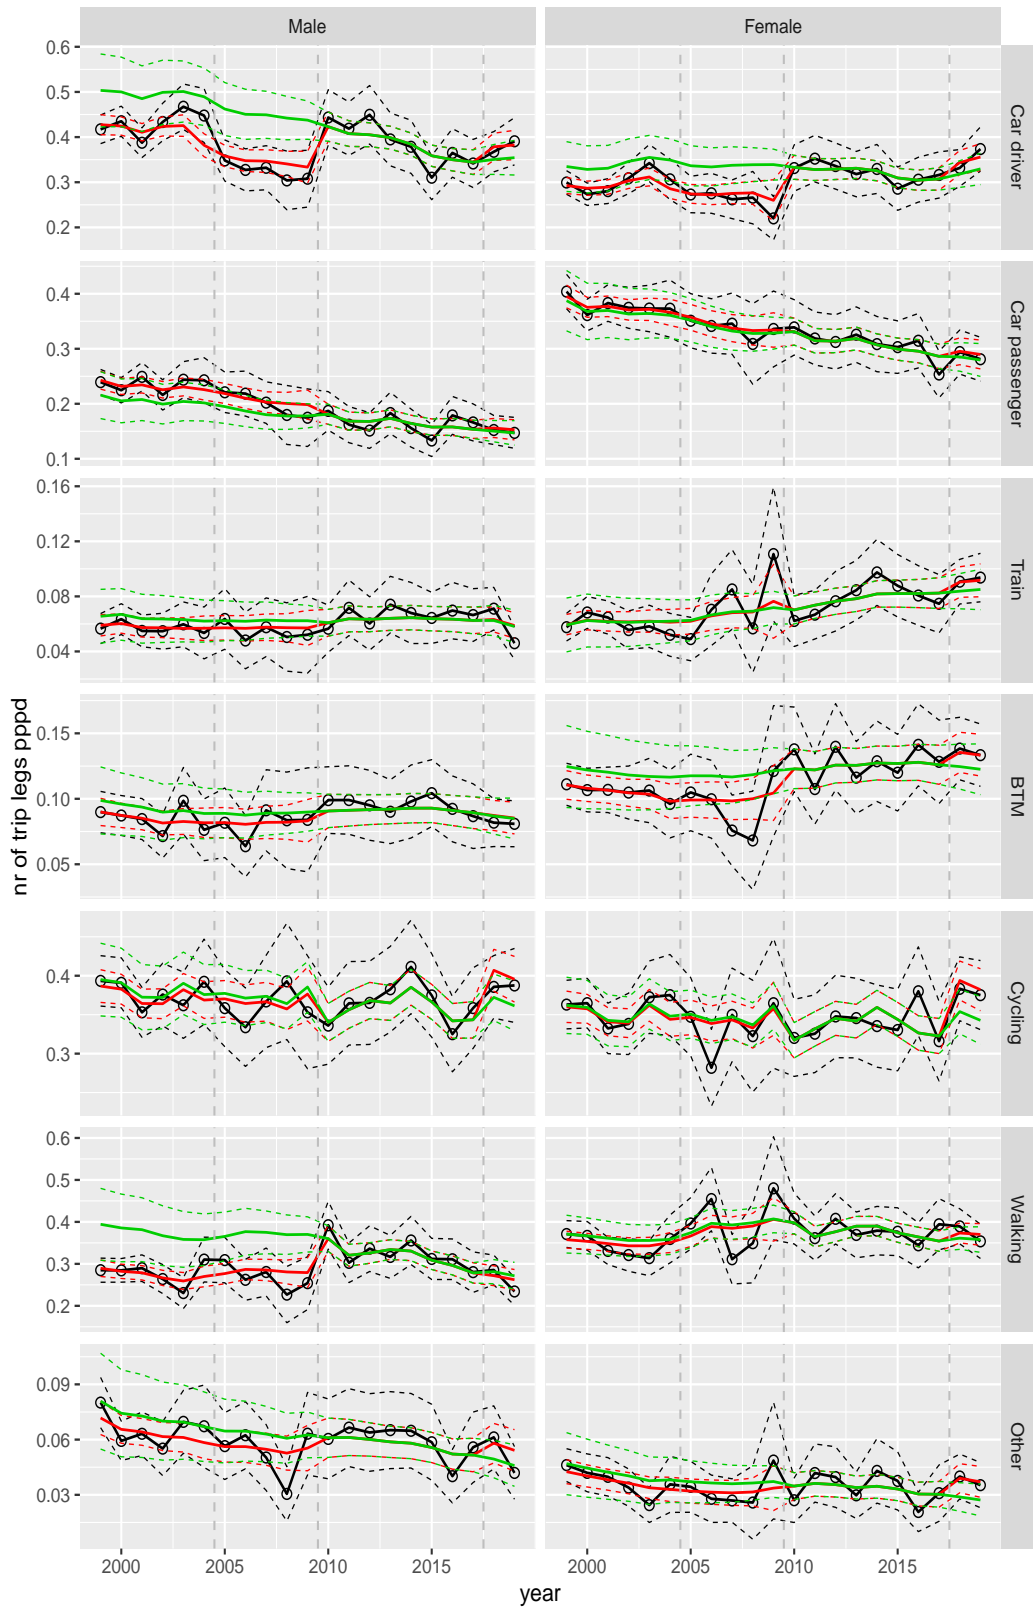 Male Female
0.6
0.5
0.4
0.3
0.2
Car driver
0.4
0.3
0.2
0.1
Car passenger
0.16
0.12
0.08
0.04
Train
nr of trip legs pppd
0.15
0.10
0.05
BTM
0.4
0.3
Cycling
0.6
0.5
0.4
0.3
0.2
Walking
0.09
0.06
0.03
Other
2000 2005 2010 2015 2000 2005 2010 2015
year